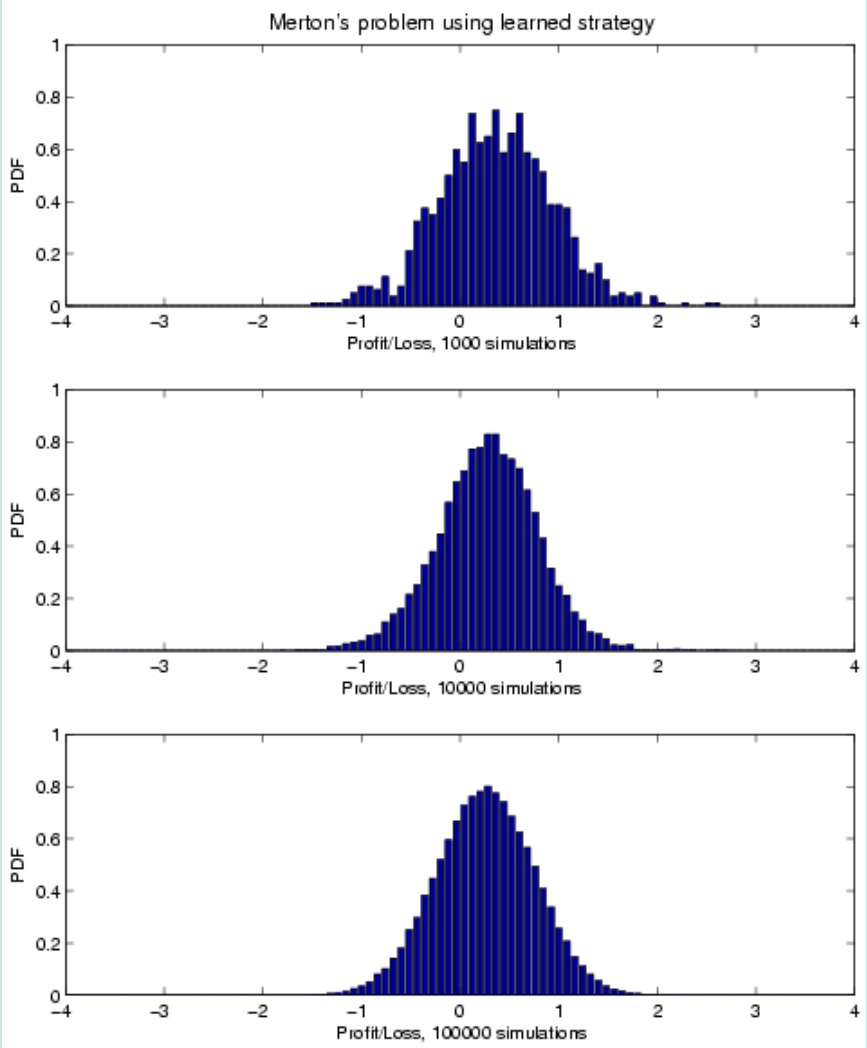 Merton's problem using learned strategy
1
0.8
0.6
0.4
0.2
0
PDF
−4 −3 −2 −1 0 1 2 3 4
Profit/Loss, 1000 simulations
1
0.8
0.6
0.4
0.2
0
PDF
−4 −3 −2 −1 0 1 2 3 4
Profit/Loss, 10000 simulations
1
0.8
0.6
0.4
0.2
0
PDF
−4 −3 −2 −1 0 1 2 3 4
Profit/Loss, 100000 simulations